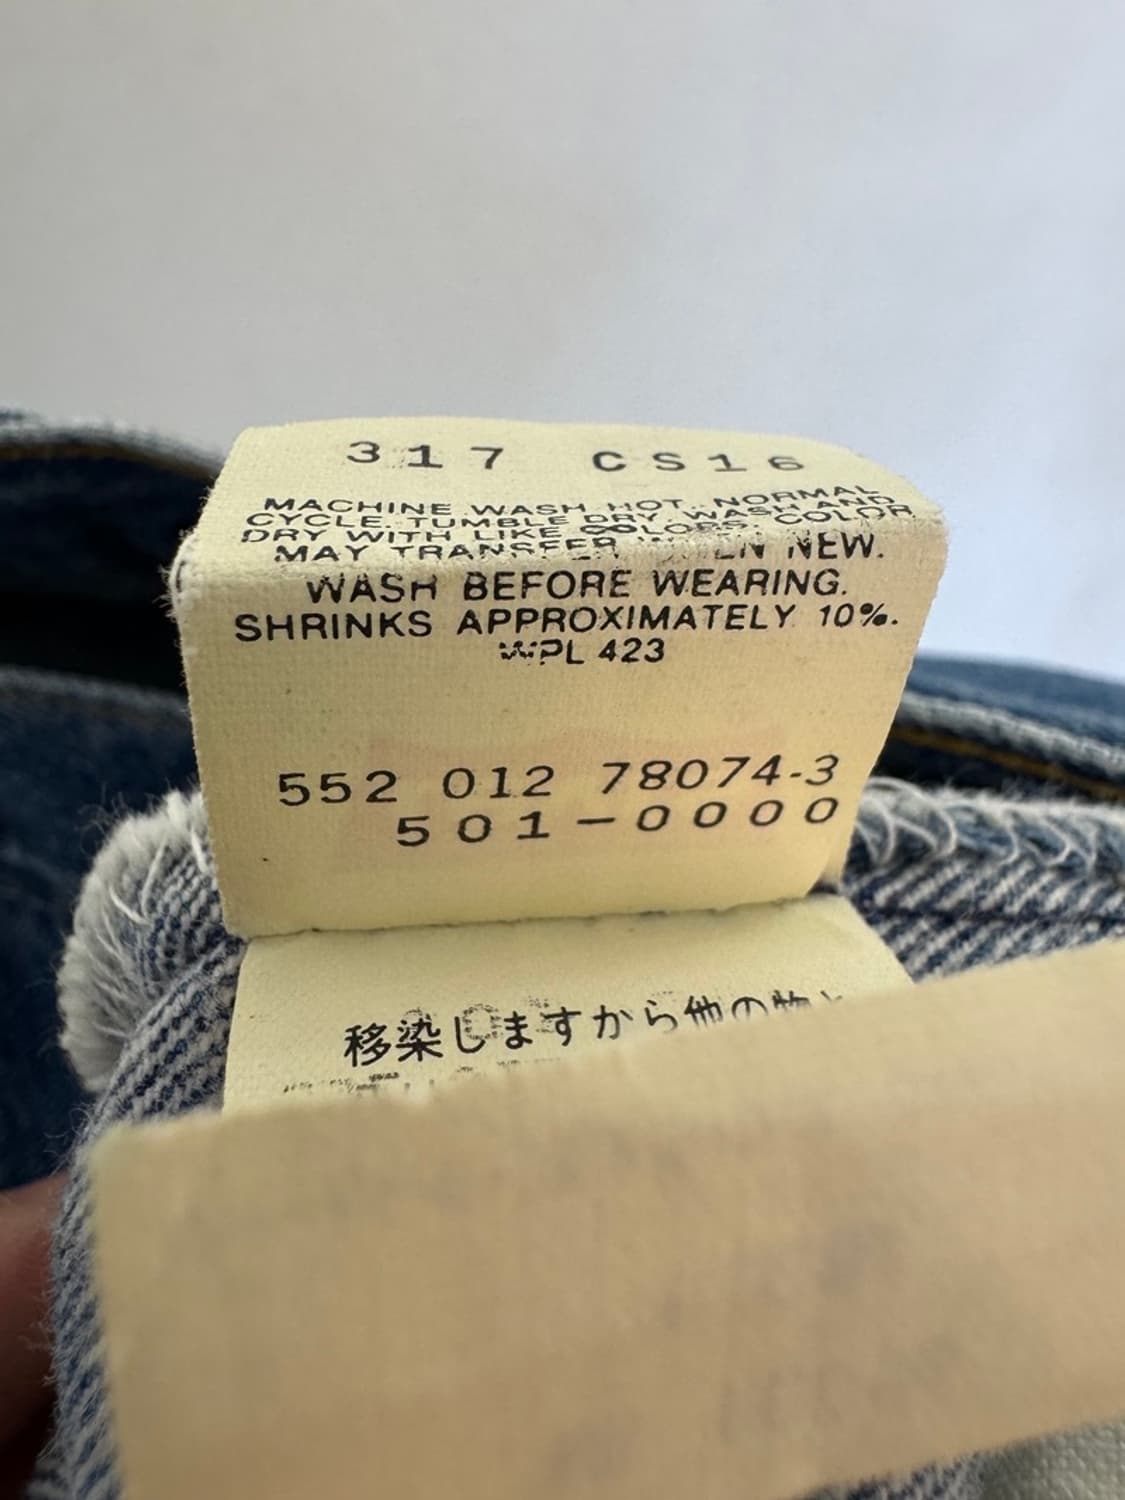 317 CS16
MACHINE WASH HOT, NORMAL
CYCLE. TUMBLE DRY. WASH AND
DRY WITH LIKE COLORS. COLOR
MAY TRANSFER WHEN NEW.
WASH BEFORE WEARING.
SHRINKS APPROXIMATELY 10%.
WPL 423
552 012 78074-3
501-0000
移染しますから他の物